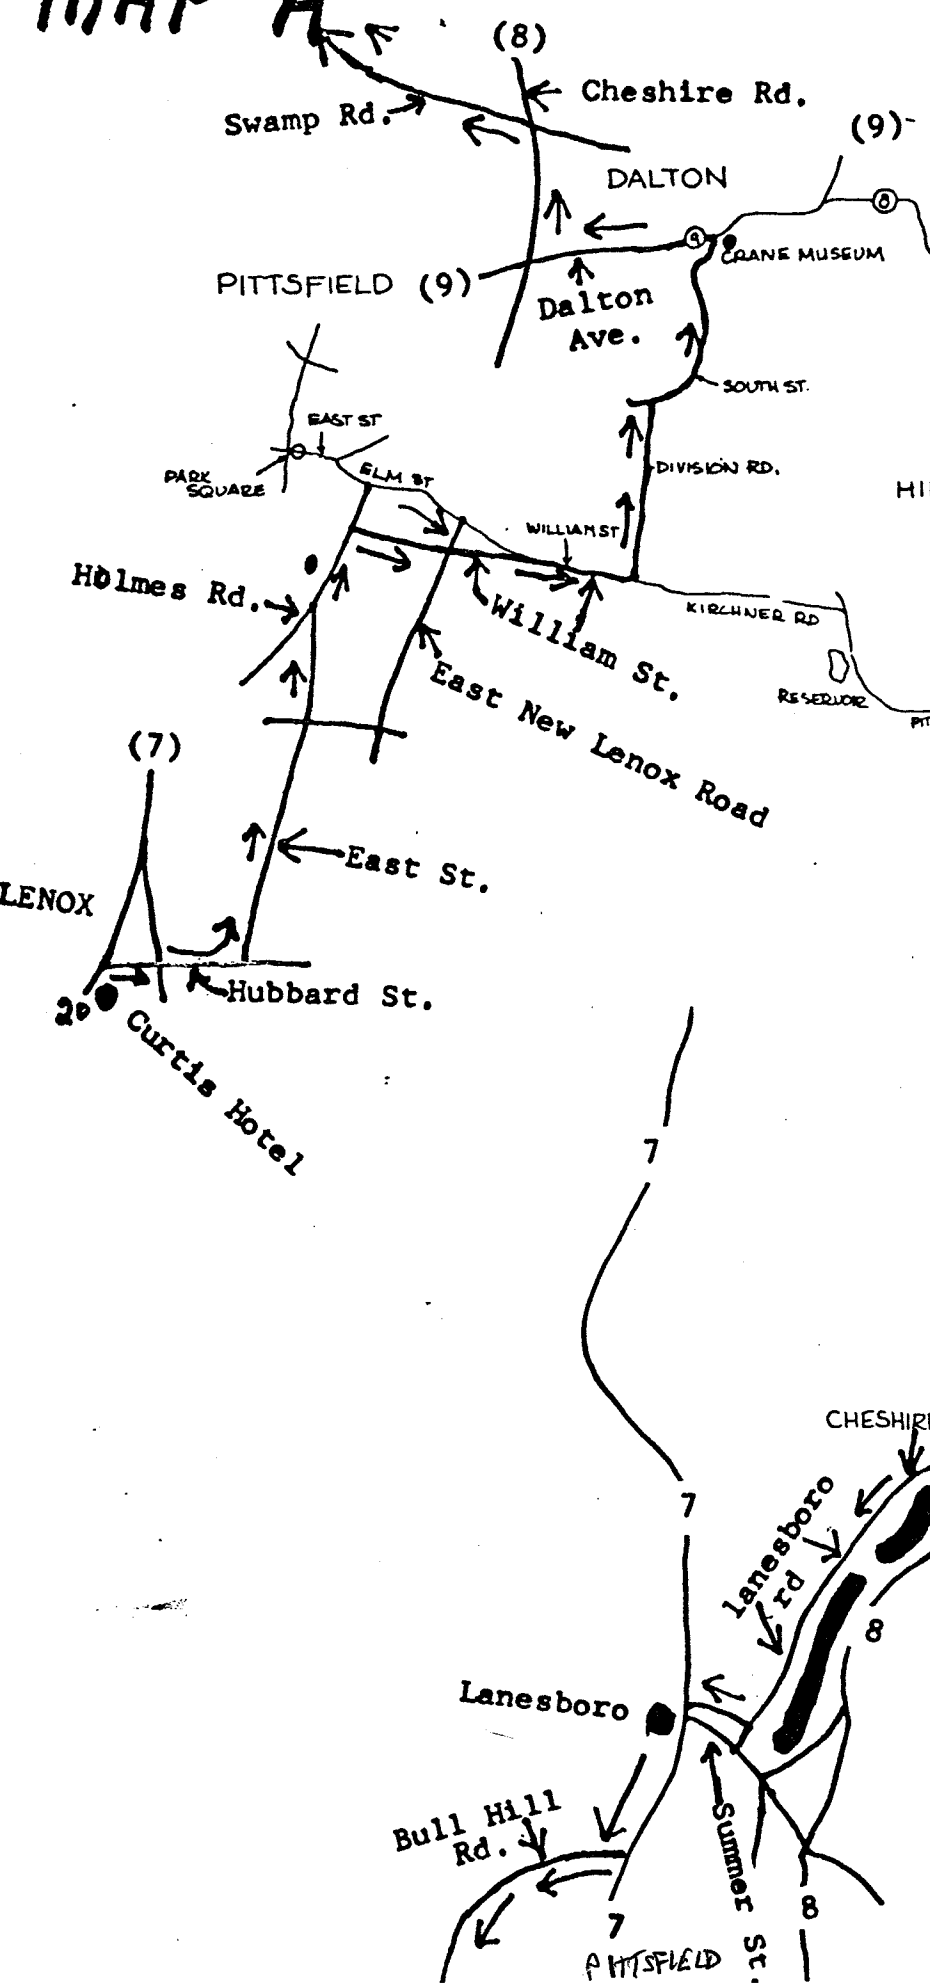 MAP A
(8)
Cheshire Rd.
Swamp Rd.
(9)
DALTON
8
9
CRANE MUSEUM
PITTSFIELD (9)
Dalton
Ave.
SOUTH ST.
EAST ST
PARK
SQUARE
ELM ST
DIVISION RD.
WILLIAM ST
Holmes Rd.
William St.
KIRCHNER RD
RESERVOIR
East New Lenox Road
(7)
East St.
LENOX
Hubbard St.
20
Curtis Hotel
7
CHESHIRE
7
lanesboro
rd
8
Lanesboro
Bull Hill
Rd.
Summer St.
7
8
PITTSFIELD